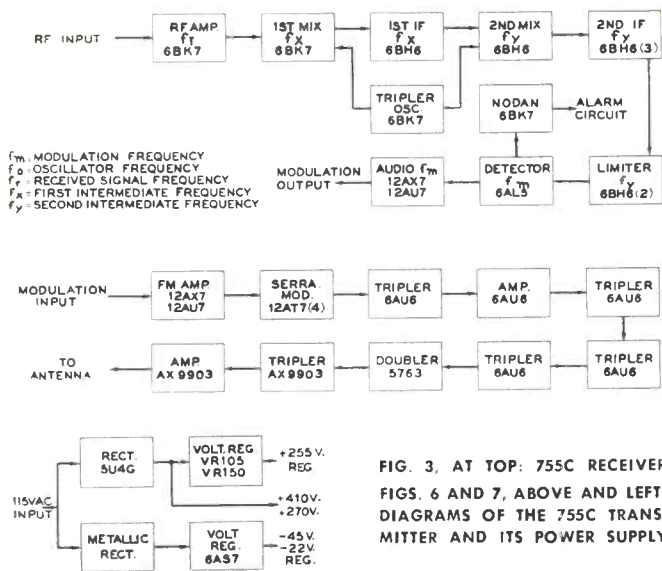 RF INPUT
RF AMP.
fr
6BK7
1ST MIX
fx
6BK7
1ST IF
fx
6BH6
2ND MIX
fy
6BH6
2ND IF
fy
6BH6(3)
TRIPLER
OSC.
6BK7
NODAN
6BK7
ALARM
CIRCUIT
fm = MODULATION FREQUENCY
fo = OSCILLATOR FREQUENCY
fr = RECEIVED SIGNAL FREQUENCY
fx = FIRST INTERMEDIATE FREQUENCY
fy = SECOND INTERMEDIATE FREQUENCY
MODULATION
OUTPUT
AUDIO fm
12AX7
12AU7
DETECTOR
fm
6AL5
LIMITER
fy
6BH6(2)
MODULATION
INPUT
FM AMP.
12AX7
12AU7
SERRA.
MOD.
12AT7(4)
TRIPLER
6AU6
AMP.
6AU6
TRIPLER
6AU6
TO
ANTENNA
AMP.
AX9903
TRIPLER
AX9903
DOUBLER
5763
TRIPLER
6AU6
TRIPLER
6AU6
115VAC
INPUT
RECT.
5U4G
VOLT. REG
VR105
VR150
+255 V.
REG.
+410V.
+270V.
METALLIC
RECT.
VOLT
REG.
6AS7
-45V.
-22V.
REG.
FIG. 3, AT TOP: 755C RECEIVER
FIGS. 6 AND 7, ABOVE AND LEFT
DIAGRAMS OF THE 755C TRANS-
MITTER AND ITS POWER SUPPLY